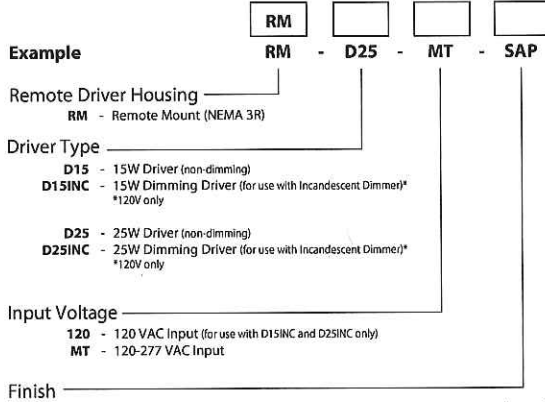 RM
Example RM - D25 - MT - SAP
Remote Driver Housing
RM - Remote Mount (NEMA 3R)
Driver Type
D15 - 15W Driver (non-dimming)
D15INC - 15W Dimming Driver (for use with Incandescent Dimmer)*
*120V only
D25 - 25W Driver (non-dimming)
D25INC - 25W Dimming Driver (for use with Incandescent Dimmer)*
*120V only
Input Voltage
120 - 120 VAC Input (for use with D15INC and D25INC only)
MT - 120-277 VAC Input
Finish